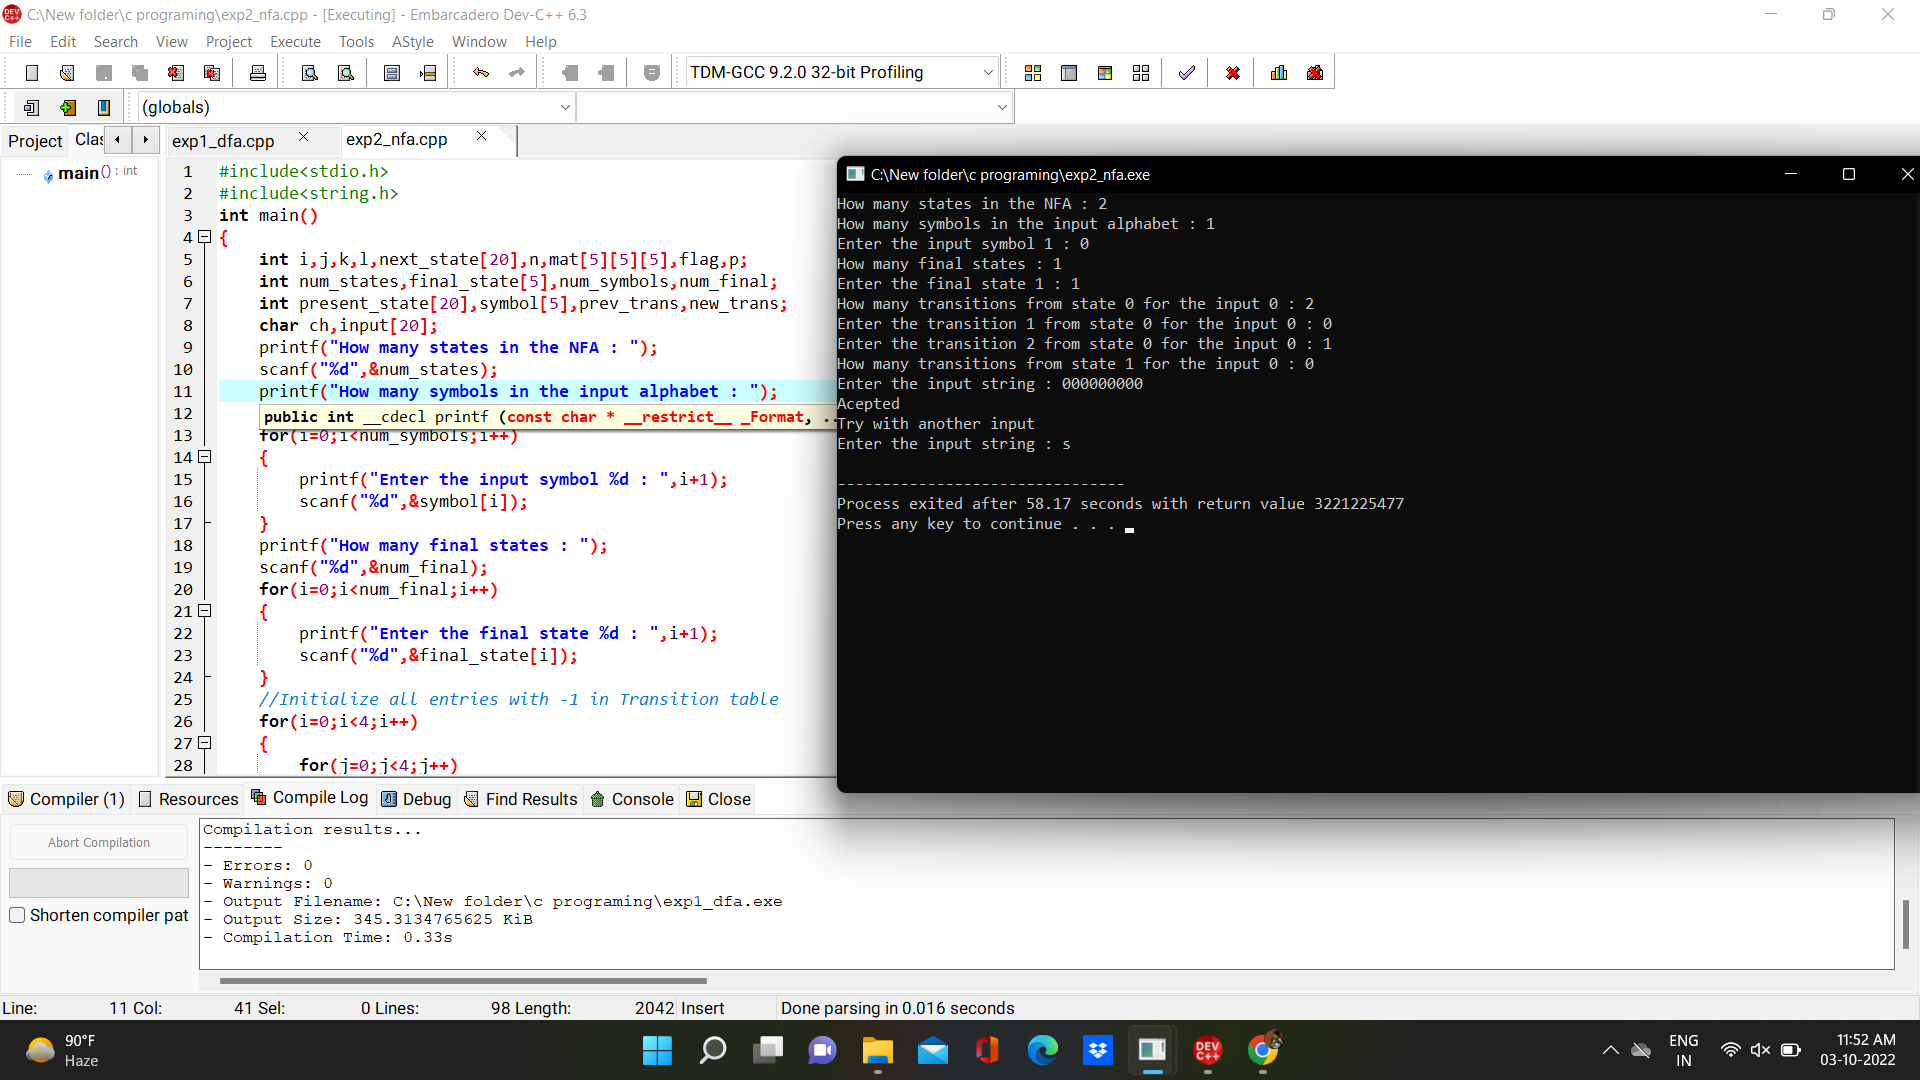 C:\New folder\c programing\exp2_nfa.cpp - [Executing] - Embarcadero Dev-C++ 6.3
File Edit Search View Project Execute Tools AStyle Window Help
TDM-GCC 9.2.0 32-bit Profiling
(globals)
Project Clas exp1_dfa.cpp exp2_nfa.cpp
main() : int
1 #include<stdio.h>
2 #include<string.h>
3 int main()
4 {
5 int i,j,k,l,next_state[20],n,mat[5][5][5],flag,p;
6 int num_states,final_state[5],num_symbols,num_final;
7 int present_state[20],symbol[5],prev_trans,new_trans;
8 char ch,input[20];
9 printf("How many states in the NFA : ");
10 scanf("%d",&num_states);
11 printf("How many symbols in the input alphabet : ");
12
public int __cdecl printf (const char * __restrict__ _Format, ..
13 for(i=0;i<num_symbols;i++)
14 {
15 printf("Enter the input symbol %d : ",i+1);
16 scanf("%d",&symbol[i]);
17 }
18 printf("How many final states : ");
19 scanf("%d",&num_final);
20 for(i=0;i<num_final;i++)
21 {
22 printf("Enter the final state %d : ",i+1);
23 scanf("%d",&final_state[i]);
24 }
25 //Initialize all entries with -1 in Transition table
26 for(i=0;i<4;i++)
27 {
28 for(j=0;j<4;j++)
C:\New folder\c programing\exp2_nfa.exe
How many states in the NFA : 2
How many symbols in the input alphabet : 1
Enter the input symbol 1 : 0
How many final states : 1
Enter the final state 1 : 1
How many transitions from state 0 for the input 0 : 2
Enter the transition 1 from state 0 for the input 0 : 0
Enter the transition 2 from state 0 for the input 0 : 1
How many transitions from state 1 for the input 0 : 0
Enter the input string : 000000000
Acepted
Try with another input
Enter the input string : s
--------------------------------
Process exited after 58.17 seconds with return value 3221225477
Press any key to continue . . .
Compiler (1) Resources Compile Log Debug Find Results Console Close
Abort Compilation
Shorten compiler pat
Compilation results...
--------
- Errors: 0
- Warnings: 0
- Output Filename: C:\New folder\c programing\exp1_dfa.exe
- Output Size: 345.3134765625 KiB
- Compilation Time: 0.33s
Line: 11 Col: 41 Sel: 0 Lines: 98 Length: 2042 Insert Done parsing in 0.016 seconds
90°F
Haze
DEV C++
ENG
IN
11:52 AM
03-10-2022